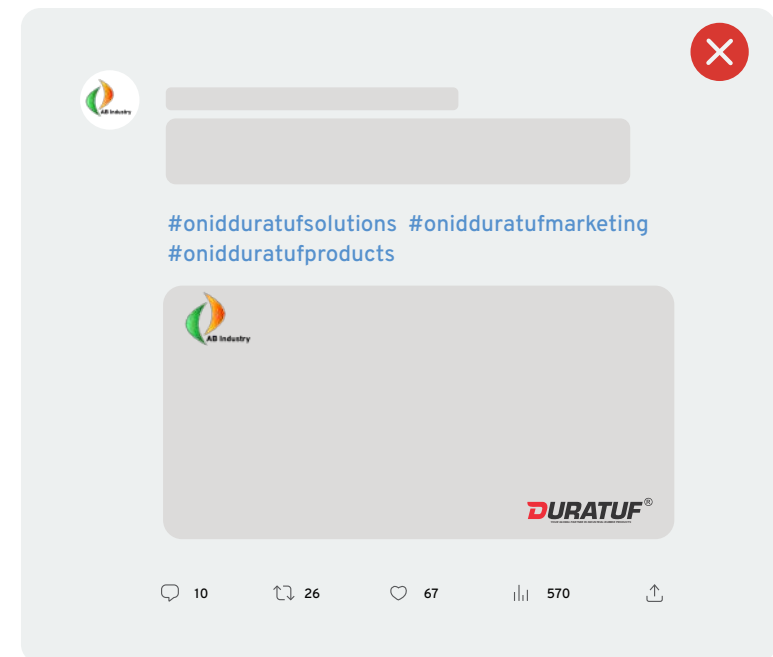 AB Industry
#onidduratufsolutions #onidduratufmarketing
#onidduratufproducts
AB Industry
DURATUF®
10 26 67 570